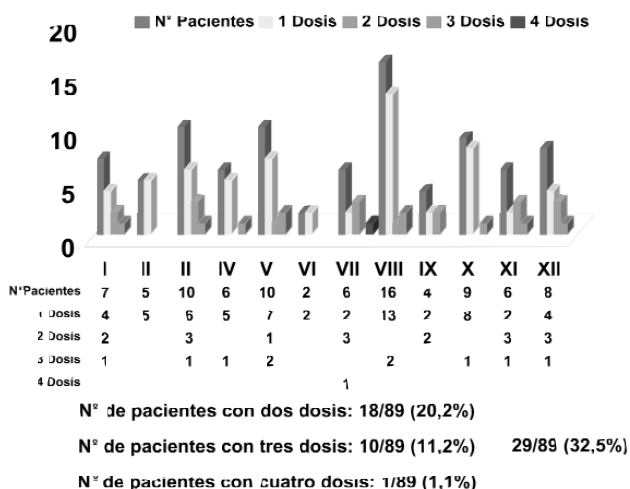 20
N° Pacientes 1 Dosis 2 Dosis 3 Dosis 4 Dosis
15
10
5
0
I II II IV V VI VII VIII IX X XI XII
N°Pacientes 7 5 10 6 10 2 6 16 4 9 6 8
1 Dosis 4 5 6 5 7 2 2 13 2 8 2 4
2 Dosis 2 3 1 3 2 3 3
3 Dosis 1 1 1 2 2 1 1 1
4 Dosis 1
N° de pacientes con dos dosis: 18/89 (20,2%)
N° de pacientes con tres dosis: 10/89 (11,2%) 29/89 (32,5%)
N° de pacientes con cuatro dosis: 1/89 (1,1%)